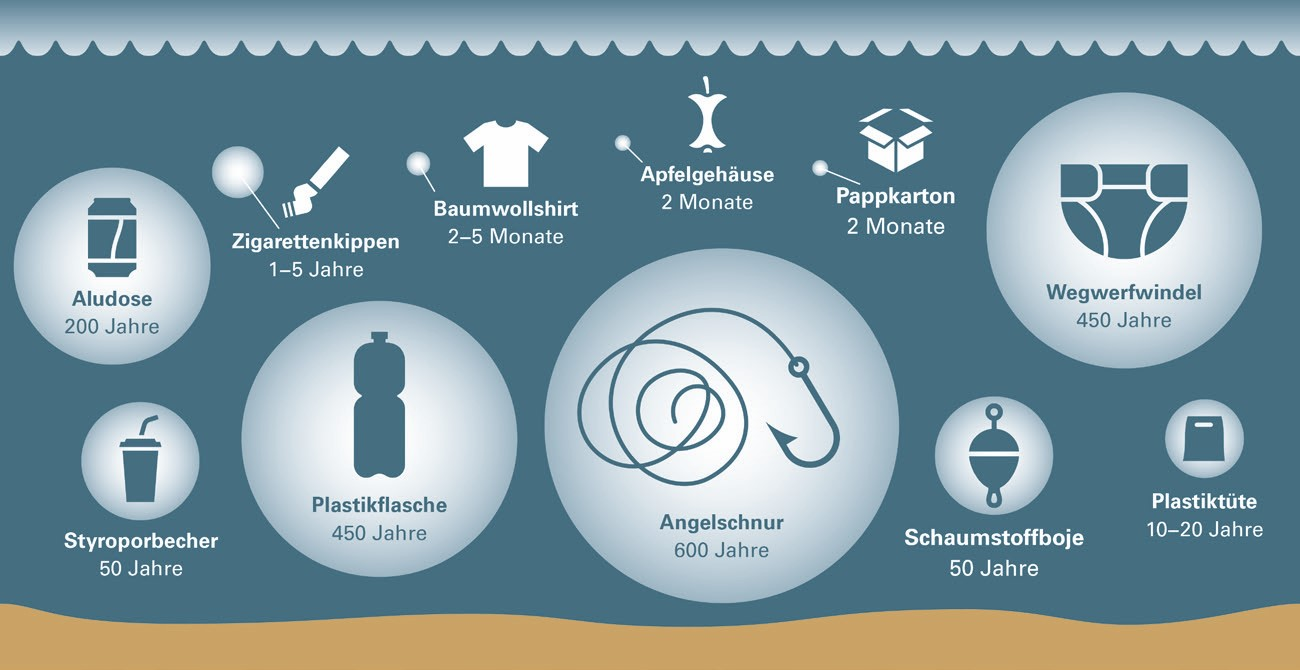 Apfelgehäuse
2 Monate
Pappkarton
2 Monate
Baumwollshirt
2–5 Monate
Zigarettenkippen
1–5 Jahre
Aludose
200 Jahre
Wegwerfwindel
450 Jahre
Plastikflasche
450 Jahre
Angelschnur
600 Jahre
Styroporbecher
50 Jahre
Schaumstoffboje
50 Jahre
Plastiktüte
10–20 Jahre